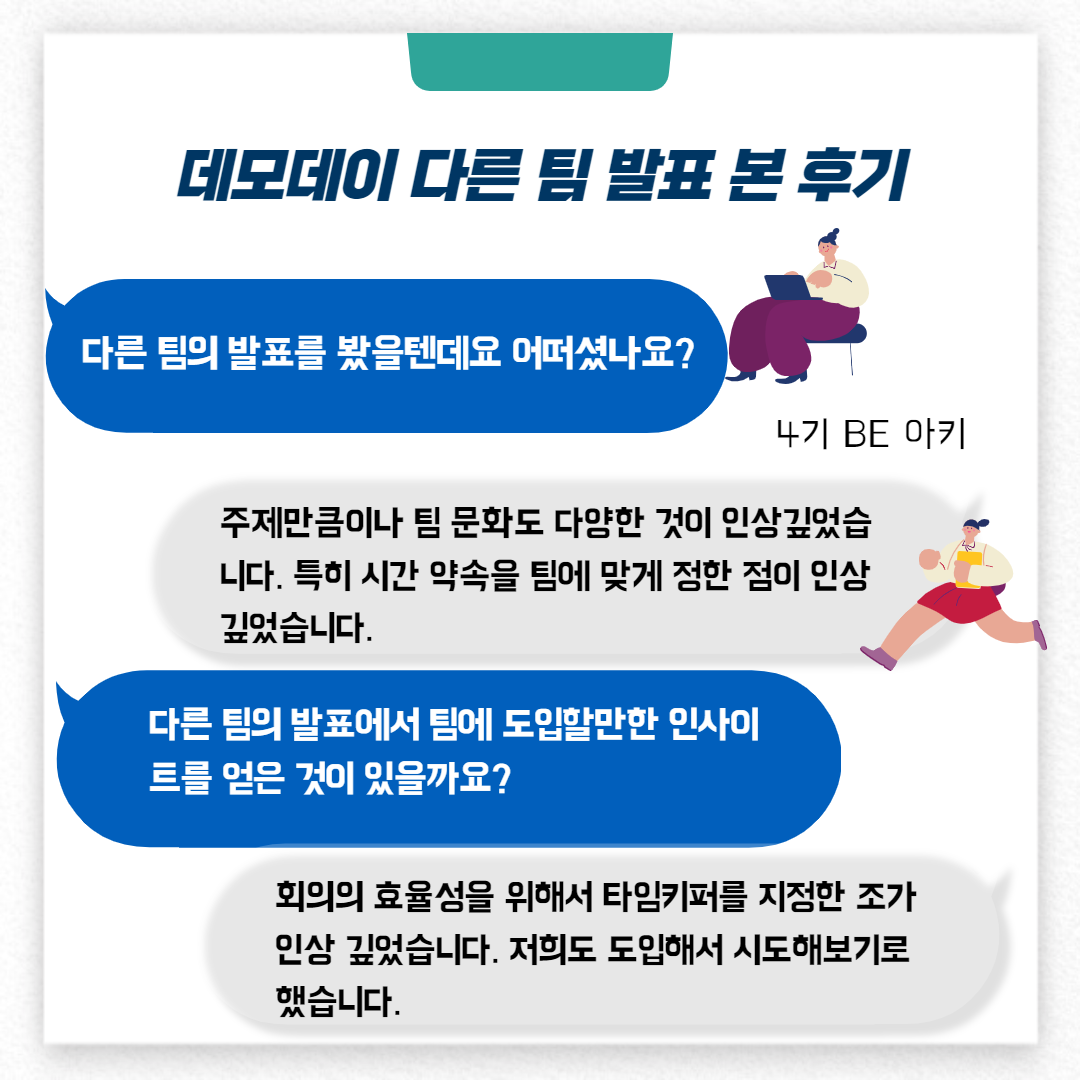 데모데이 다른 팀 발표 본 후기
다른 팀의 발표를 봤을텐데요 어떠셨나요?
4기 BE 아키
주제만큼이나 팀 문화도 다양한 것이 인상깊었습
니다. 특히 시간 약속을 팀에 맞게 정한 점이 인상
깊었습니다.
다른 팀의 발표에서 팀에 도입할만한 인사이
트를 얻은 것이 있을까요?
회의의 효율성을 위해서 타임키퍼를 지정한 조가
인상 깊었습니다. 저희도 도입해서 시도해보기로
했습니다.